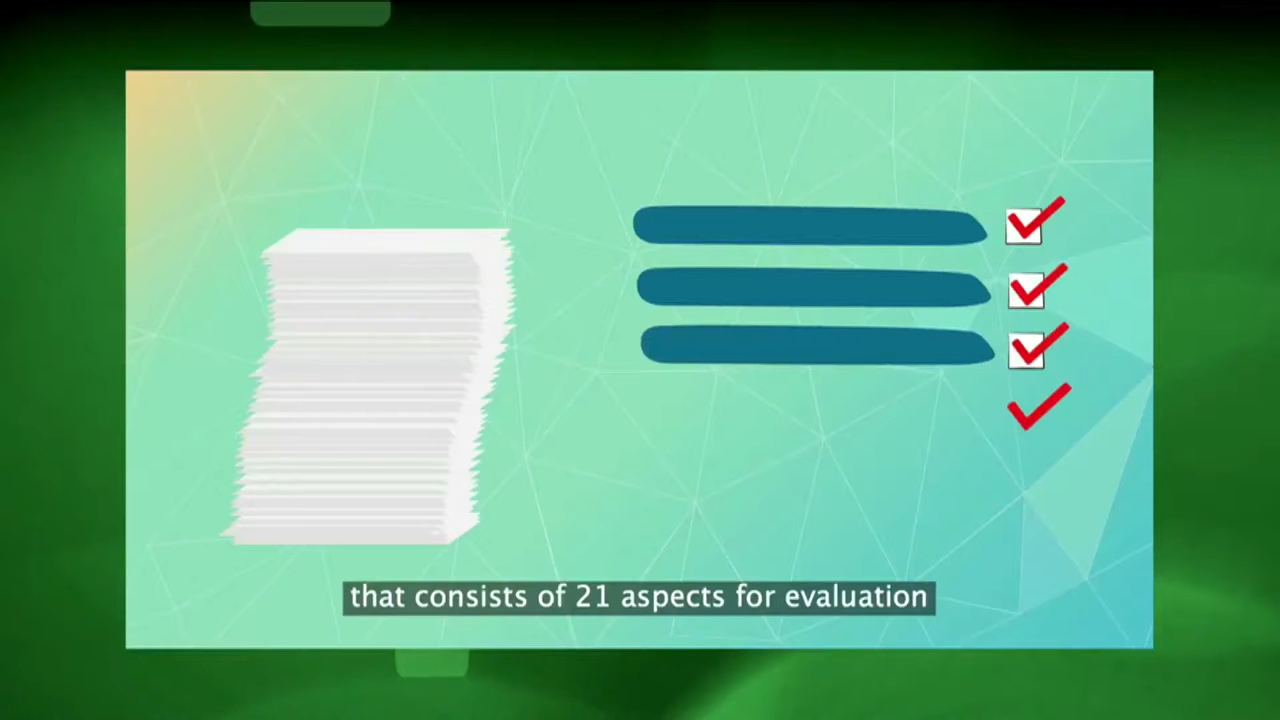 that consists of 21 aspects for evaluation